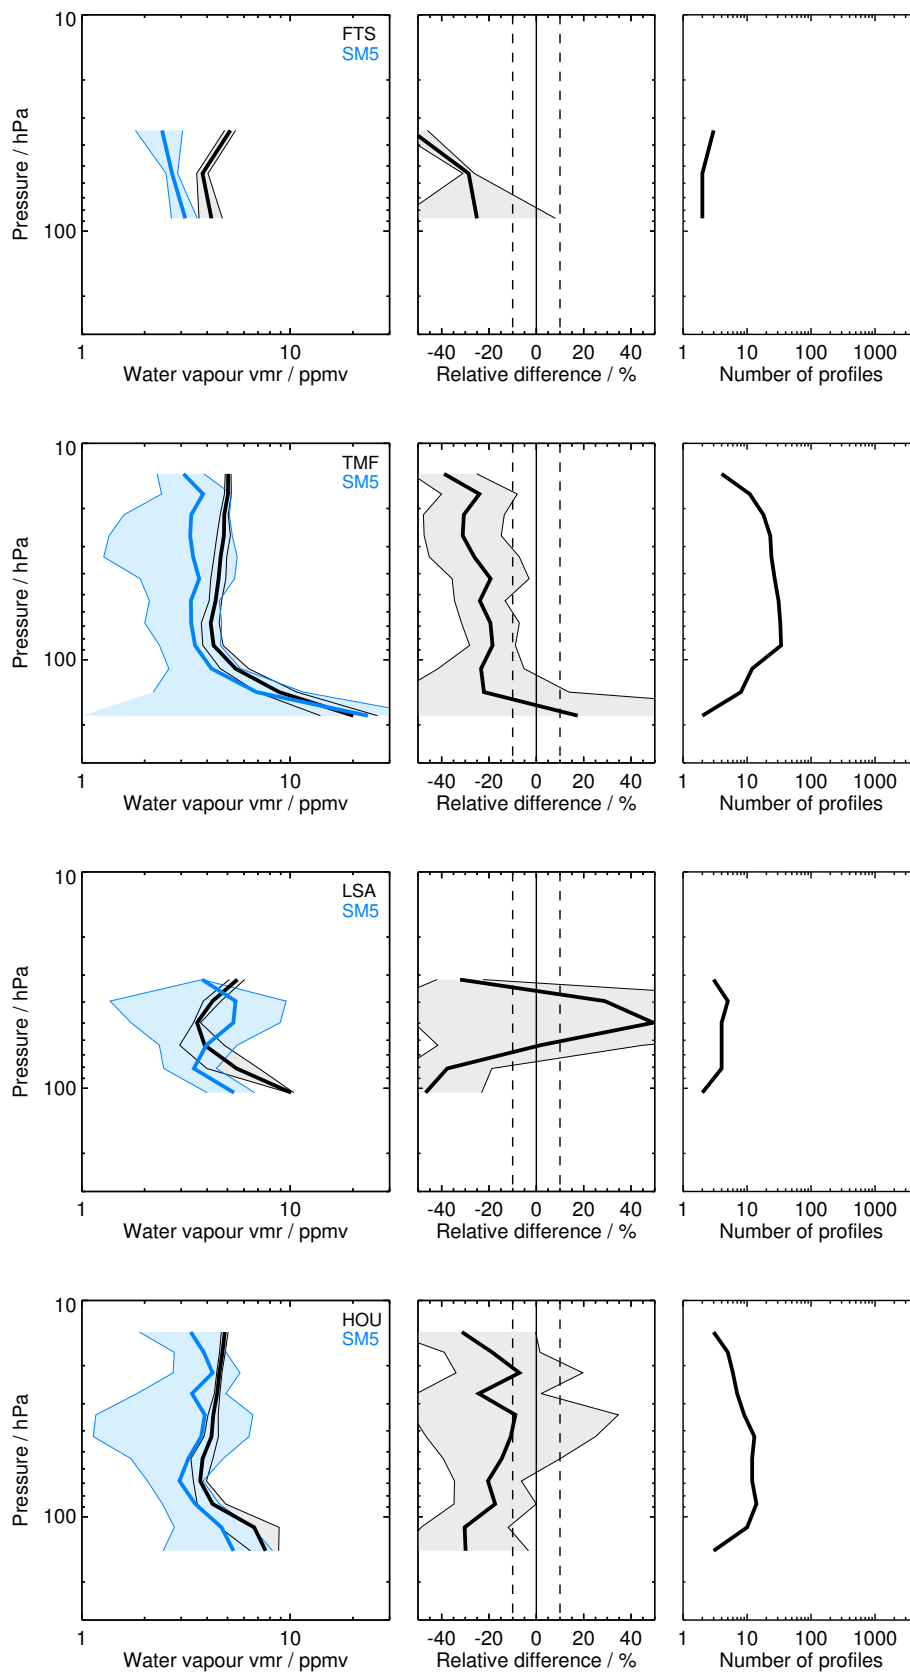 10
FTS
SM5
Pressure / hPa
100
1 10 -40 -20 0 20 40 1 10 100 1000
Water vapour vmr / ppmv Relative difference / % Number of profiles
10
TMF
SM5
Pressure / hPa
100
1 10 -40 -20 0 20 40 1 10 100 1000
Water vapour vmr / ppmv Relative difference / % Number of profiles
10
LSA
SM5
Pressure / hPa
100
1 10 -40 -20 0 20 40 1 10 100 1000
Water vapour vmr / ppmv Relative difference / % Number of profiles
10
HOU
SM5
Pressure / hPa
100
1 10 -40 -20 0 20 40 1 10 100 1000
Water vapour vmr / ppmv Relative difference / % Number of profiles